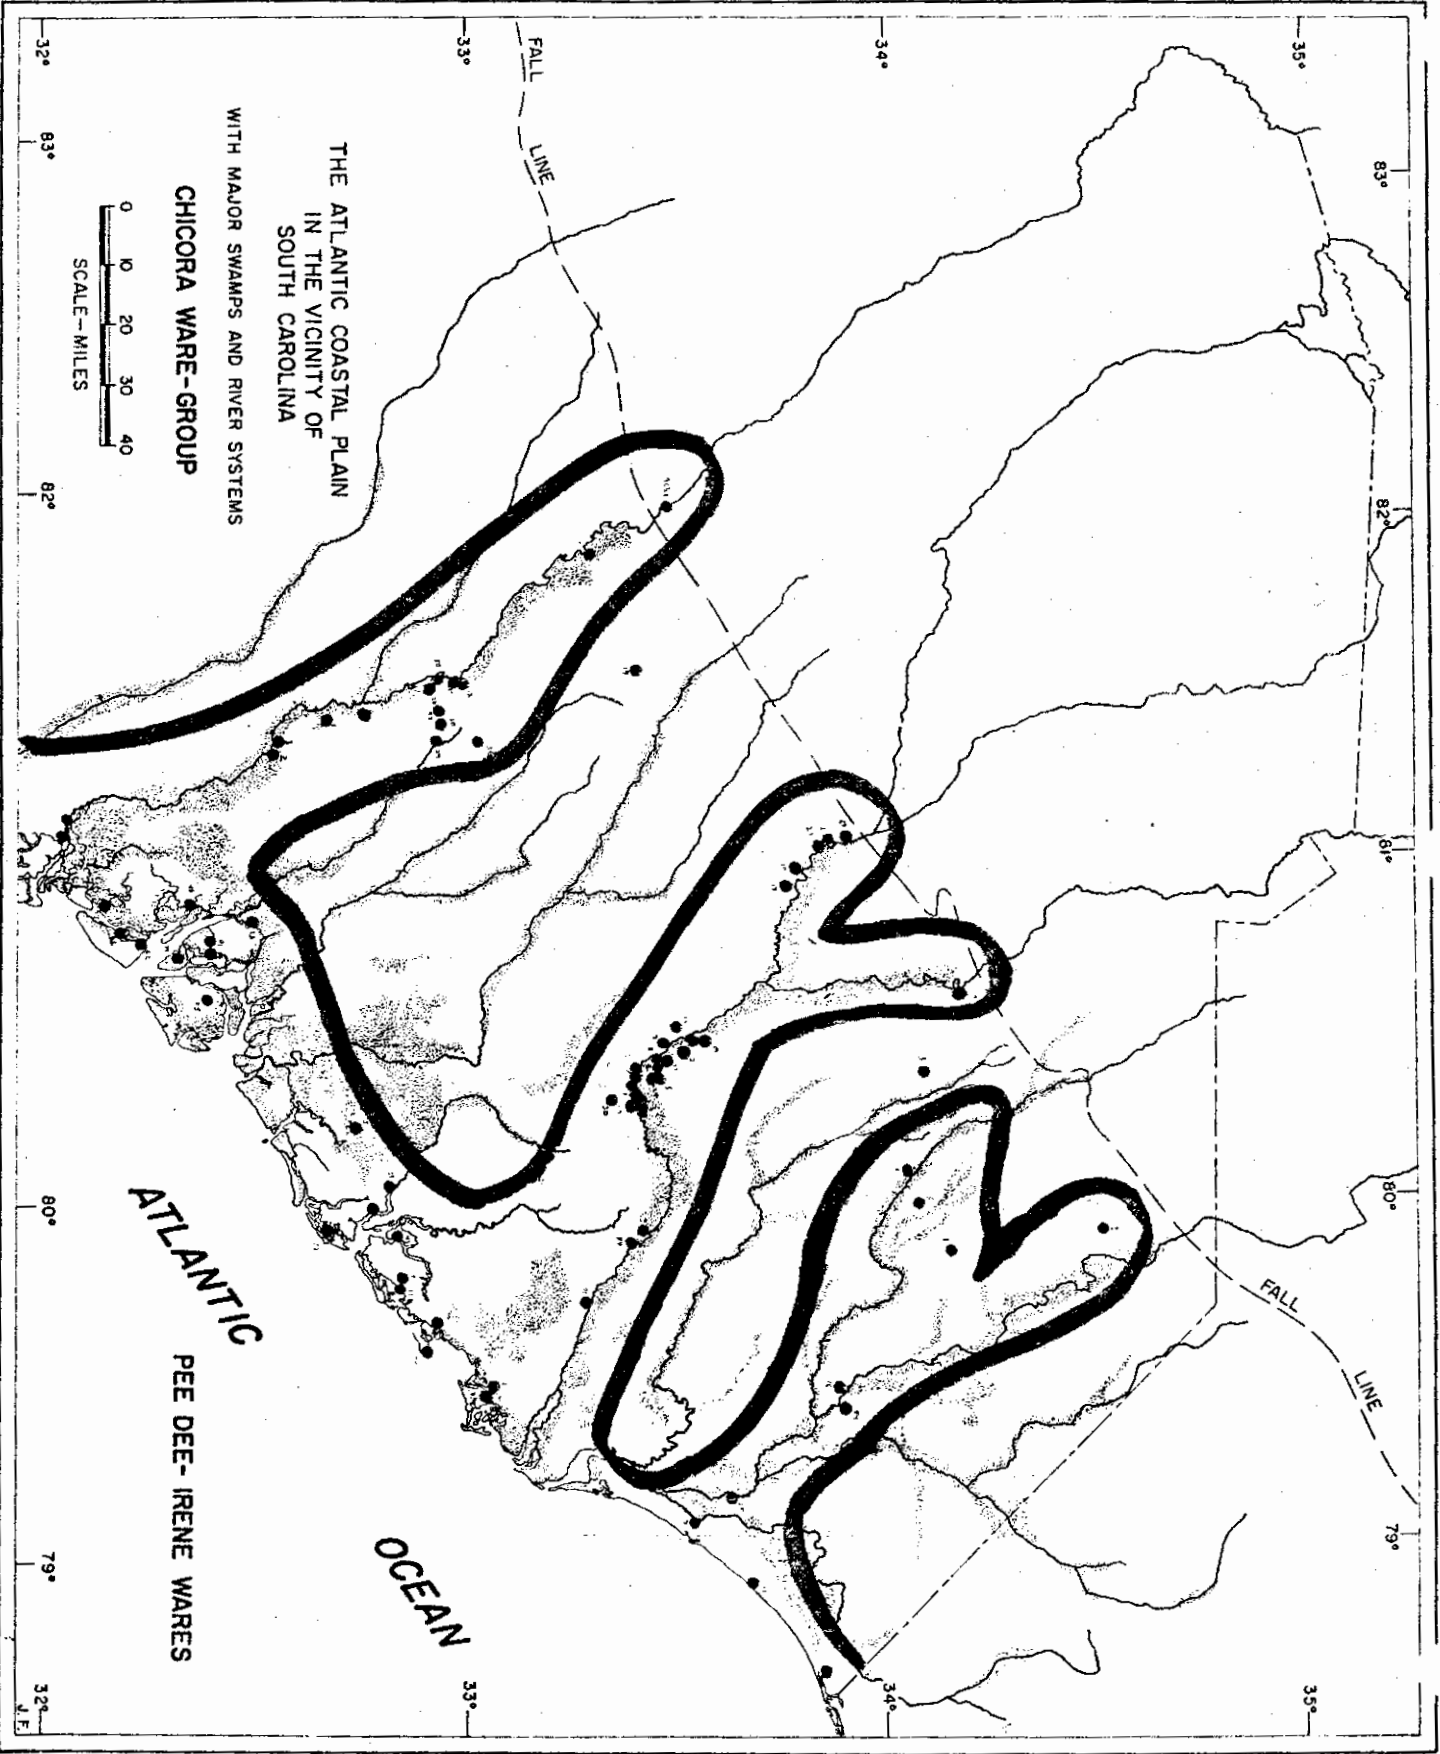 THE ATLANTIC COASTAL PLAIN
IN THE VICINITY OF
SOUTH CAROLINA
WITH MAJOR SWAMPS AND RIVER SYSTEMS
CHICORA WARE-GROUP
0 10 20 30 40
SCALE—MILES
PEE DEE-IRENE WARES
ATLANTIC
OCEAN
FALL
LINE
FALL
LINE
83°
82°
81°
80°
79°
35°
34°
33°
32°
35°
34°
33°
32°
83°
82°
80°
79°
J.F.